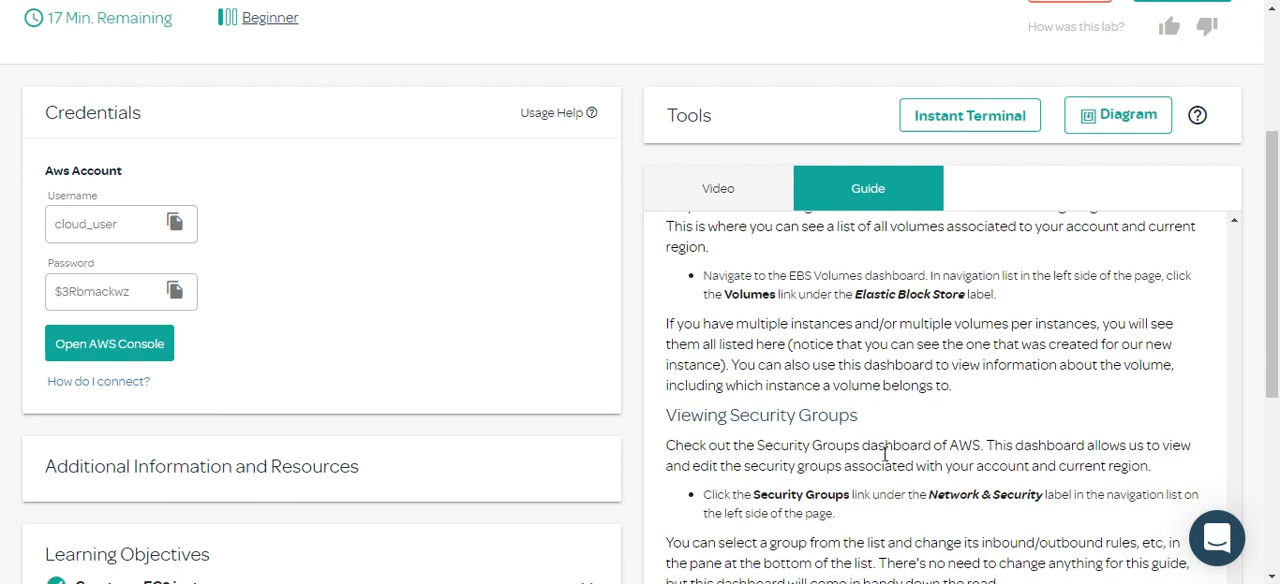 17 Min. Remaining
Beginner
How was this lab?
Credentials
Usage Help
Aws Account
Username
cloud_user
Password
$3Rbmackwz
Open AWS Console
How do I connect?
Additional Information and Resources
Learning Objectives
Tools
Instant Terminal
Diagram
Video
Guide
This is where you can see a list of all volumes associated to your account and current
region.
• Navigate to the EBS Volumes dashboard. In navigation list in the left side of the page, click
the Volumes link under the Elastic Block Store label.
If you have multiple instances and/or multiple volumes per instances, you will see
them all listed here (notice that you can see the one that was created for our new
instance). You can also use this dashboard to view information about the volume,
including which instance a volume belongs to.
Viewing Security Groups
Check out the Security Groups dashboard of AWS. This dashboard allows us to view
and edit the security groups associated with your account and current region.
• Click the Security Groups link under the Network & Security label in the navigation list on
the left side of the page.
You can select a group from the list and change its inbound/outbound rules, etc, in
the pane at the bottom of the list. There's no need to change anything for this guide,
but this dashboard will come in handy down the road.